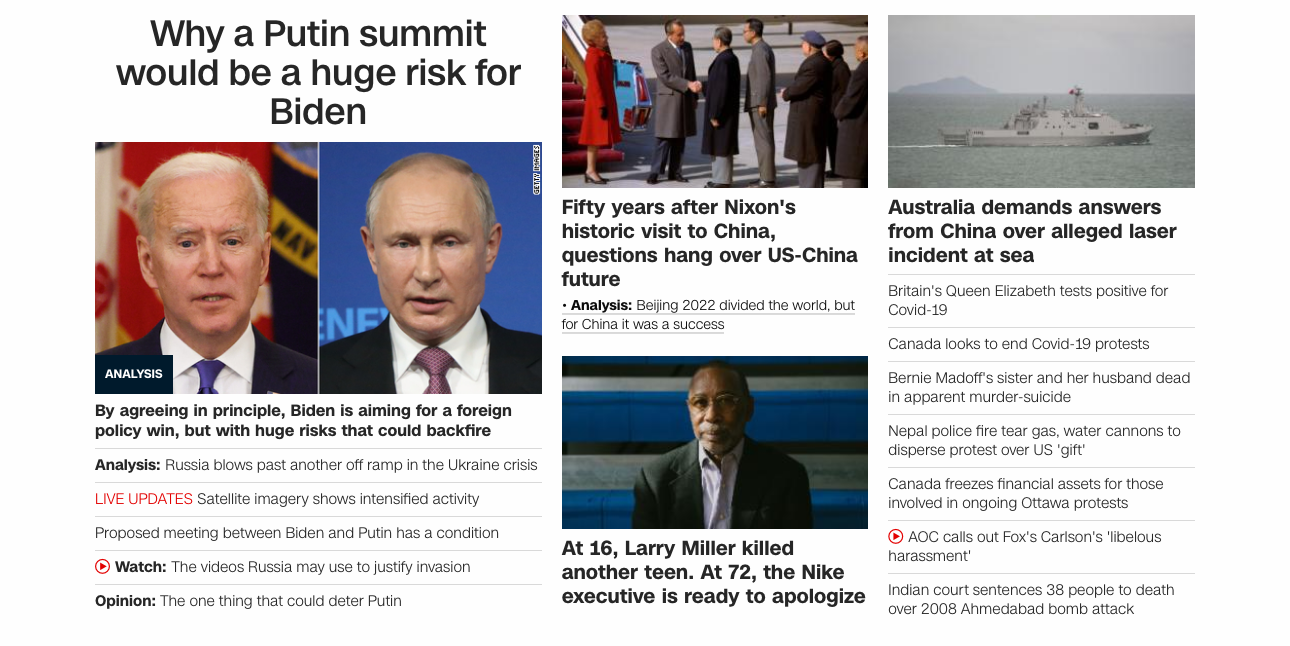 Why a Putin summit
would be a huge risk for
Biden
GETTY IMAGES
NAV
ENE
ANALYSIS
By agreeing in principle, Biden is aiming for a foreign
policy win, but with huge risks that could backfire
Analysis: Russia blows past another off ramp in the Ukraine crisis
LIVE UPDATES Satellite imagery shows intensified activity
Proposed meeting between Biden and Putin has a condition
Watch: The videos Russia may use to justify invasion
Opinion: The one thing that could deter Putin
Fifty years after Nixon's
historic visit to China,
questions hang over US-China
future
• Analysis: Beijing 2022 divided the world, but
for China it was a success
At 16, Larry Miller killed
another teen. At 72, the Nike
executive is ready to apologize
Australia demands answers
from China over alleged laser
incident at sea
Britain's Queen Elizabeth tests positive for
Covid-19
Canada looks to end Covid-19 protests
Bernie Madoff's sister and her husband dead
in apparent murder-suicide
Nepal police fire tear gas, water cannons to
disperse protest over US 'gift'
Canada freezes financial assets for those
involved in ongoing Ottawa protests
AOC calls out Fox's Carlson's 'libelous
harassment'
Indian court sentences 38 people to death
over 2008 Ahmedabad bomb attack